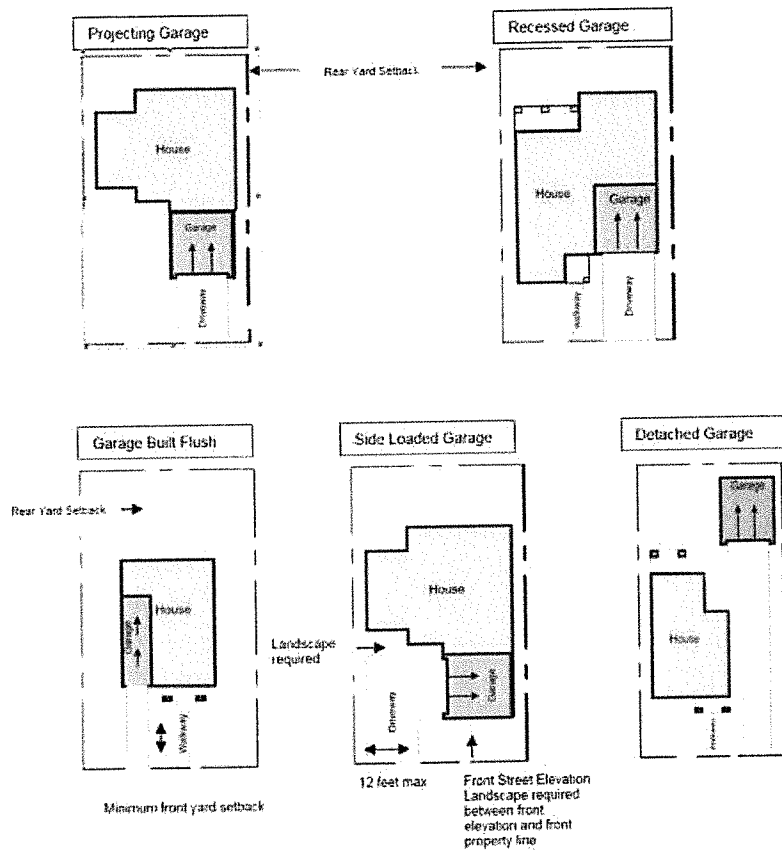 Projecting Garage
Recessed Garage
Rear Yard Setback
House
Garage
Driveway
House
Garage
Walkway
Driveway
Garage Built Flush
Side Loaded Garage
Detached Garage
Rear Yard Setback
House
Garage
Walkway
Minimum front yard setback
Landscape
required
House
Garage
Driveway
12 feet max
Front Street Elevation
Landscape required
between front
elevation and front
property line
Garage
House
Walkway